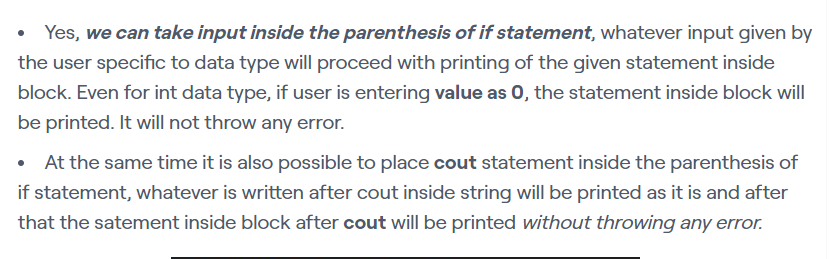 • Yes, we can take input inside the parenthesis of if statement, whatever input given by
the user specific to data type will proceed with printing of the given statement inside
block. Even for int data type, if user is entering value as 0, the statement inside block will
be printed. It will not throw any error.
• At the same time it is also possible to place cout statement inside the parenthesis of
if statement, whatever is written after cout inside string will be printed as it is and after
that the satement inside block after cout will be printed without throwing any error.